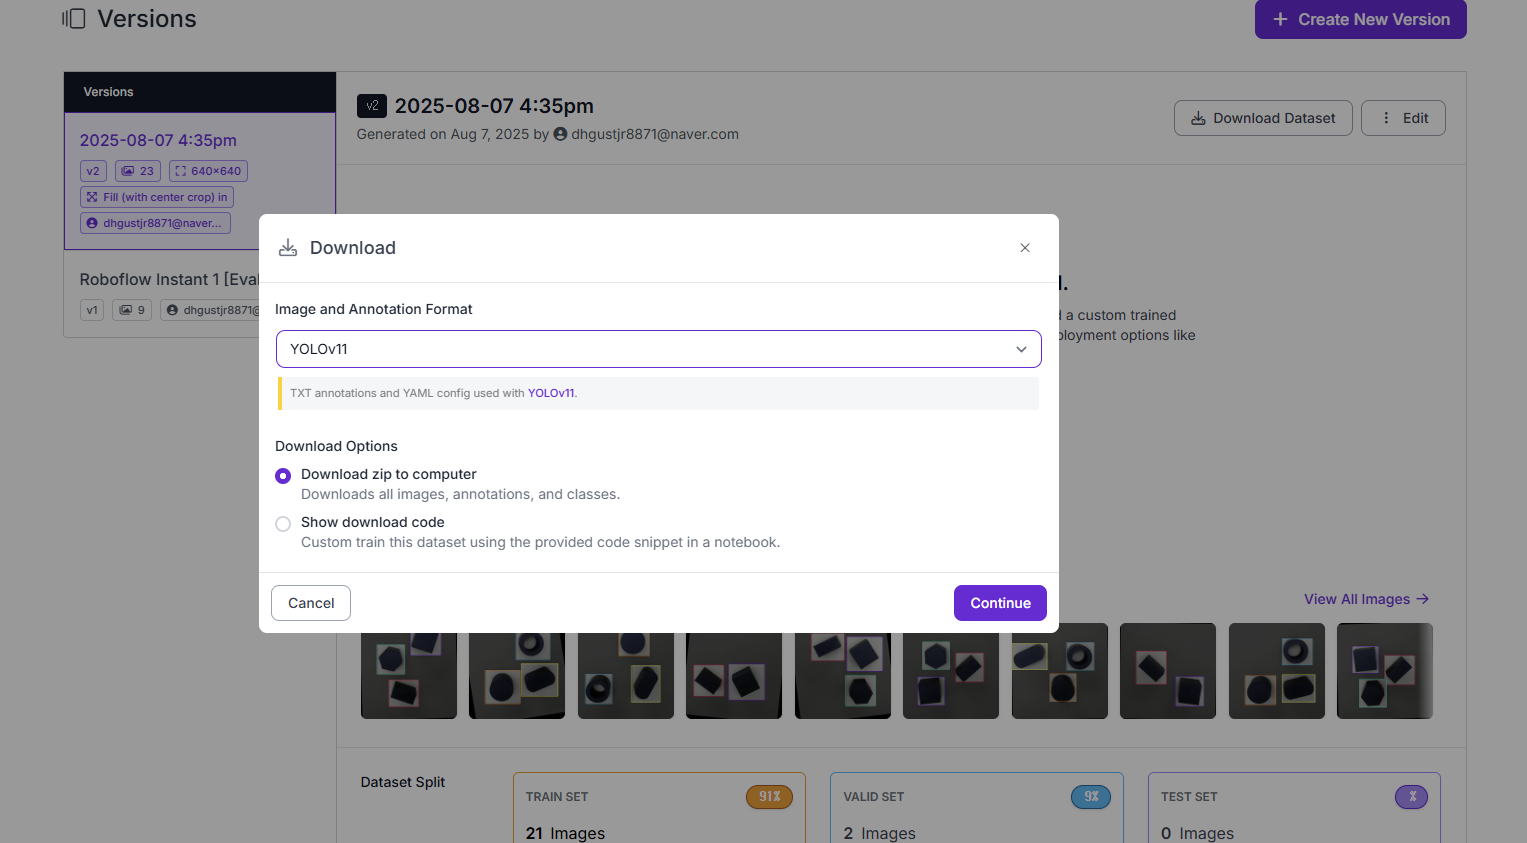 Versions
+ Create New Version
Versions
2025-08-07 4:35pm
v2
23
640×640
Fill (with center crop) in
dhgustjr8871@naver...
Roboflow Instant 1 [Eval
v1
9
dhgustjr8871@
v2 2025-08-07 4:35pm
Generated on Aug 7, 2025 by dhgustjr8871@naver.com
Download Dataset
Edit
d a custom trained
ployment options like
Download
Image and Annotation Format
YOLOv11
TXT annotations and YAML config used with YOLOv11.
Download Options
Download zip to computer
Downloads all images, annotations, and classes.
Show download code
Custom train this dataset using the provided code snippet in a notebook.
Cancel
Continue
View All Images →
Dataset Split
TRAIN SET
91%
21 Images
VALID SET
9%
2 Images
TEST SET
%
0 Images